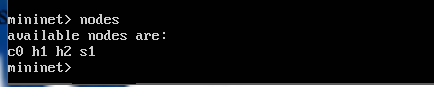 mininet> nodes
available nodes are:
c0 h1 h2 s1
mininet>